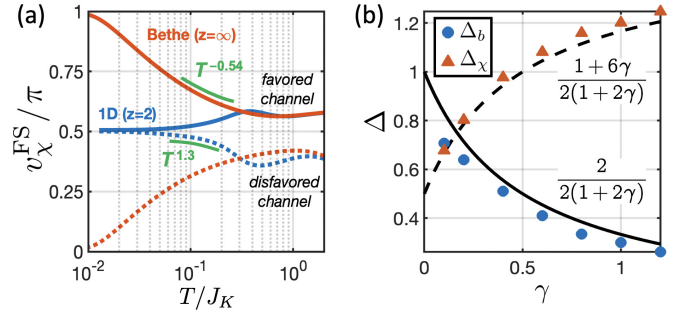 (a)
1
0.75
0.5
0.25
0
v_χ^FS / π
Bethe (z=∞)
T^−0.54
favored
channel
1D (z=2)
T^1.3
disfavored
channel
10^−2
10^−1
10^0
T/J_K
(b)
1.2
1
0.8
0.6
0.4
Δ
Δ_b
Δ_χ
1 + 6γ
2(1 + 2γ)
2
2(1 + 2γ)
0
0.5
1
γ